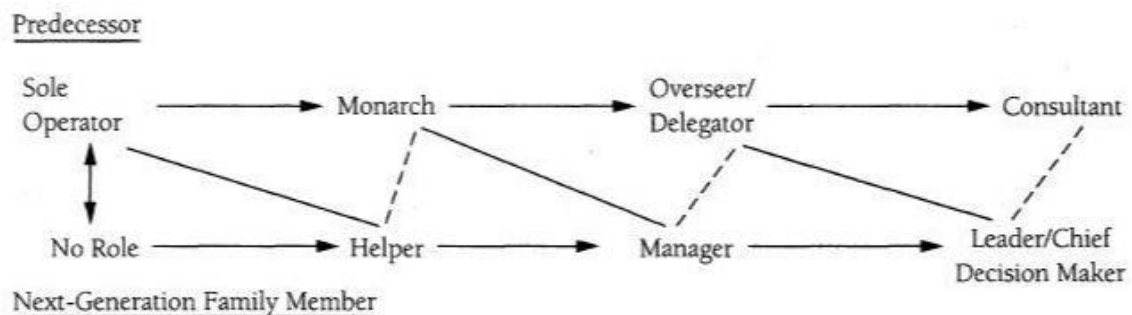 Predecessor
Sole
Operator
Monarch
Overseer/
Delegator
Consultant
No Role
Helper
Manager
Leader/Chief
Decision Maker
Next-Generation Family Member